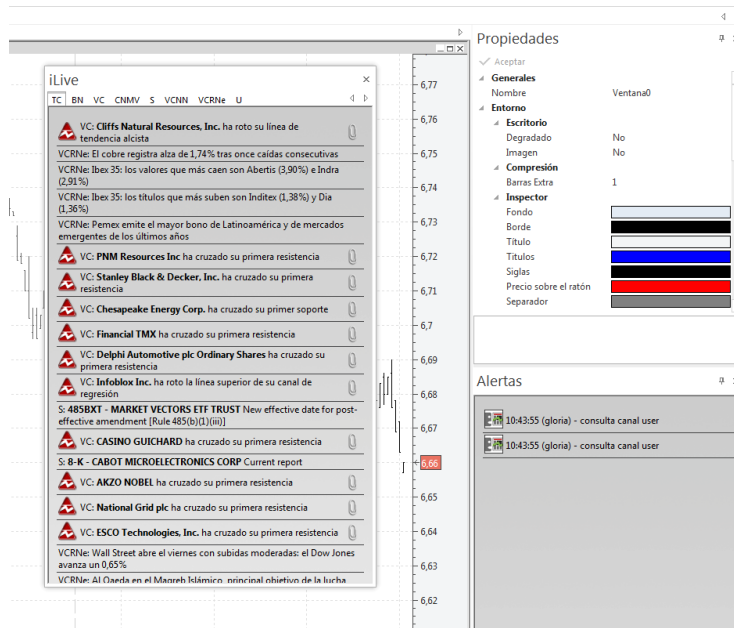 iLive
TC BN VC CNMV S VCNN VCRNe U
VC: Cliffs Natural Resources, Inc. ha roto su línea de
tendencia alcista
VCRNe: El cobre registra alza de 1,74% tras once caídas consecutivas
VCRNe: Ibex 35: los valores que más caen son Abertis (3,90%) e Indra
(2,91%)
VCRNe: Ibex 35: los títulos que más suben son Inditex (1,38%) y Dia
(1,36%)
VCRNe: Pemex emite el mayor bono de Latinoamérica y de mercados
emergentes de los últimos años
VC: PNM Resources Inc ha cruzado su primera resistencia
VC: Stanley Black & Decker, Inc. ha cruzado su primera
resistencia
VC: Chesapeake Energy Corp. ha cruzado su primer soporte
VC: Financial TMX ha cruzado su primera resistencia
VC: Delphi Automotive plc Ordinary Shares ha cruzado su
primera resistencia
VC: Infoblox Inc. ha roto la línea superior de su canal de
regresión
S: 485BXT - MARKET VECTORS ETF TRUST New effective date for post-
effective amendment [Rule 485(b)(1)(iii)]
VC: CASINO GUICHARD ha cruzado su primera resistencia
S: 8-K - CABOT MICROELECTRONICS CORP Current report
VC: AKZO NOBEL ha cruzado su primera resistencia
VC: National Grid plc ha cruzado su primera resistencia
VC: ESCO Technologies, Inc. ha cruzado su primera resistencia
VCRNe: Wall Street abre el viernes con subidas moderadas: el Dow Jones
avanza un 0,65%
VCRNe: Al Qaeda en el Magreb Islámico, principal objetivo de la lucha
6,77
6,76
6,75
6,74
6,73
6,72
6,71
6,7
6,69
6,68
6,67
6,66
6,65
6,64
6,63
6,62
Propiedades
Aceptar
Generales
Nombre Ventana0
Entorno
Escritorio
Degradado No
Imagen No
Compresión
Barras Extra 1
Inspector
Fondo
Borde
Título
Titulos
Siglas
Precio sobre el ratón
Separador
Alertas
10:43:55 (gloria) - consulta canal user
10:43:55 (gloria) - consulta canal user